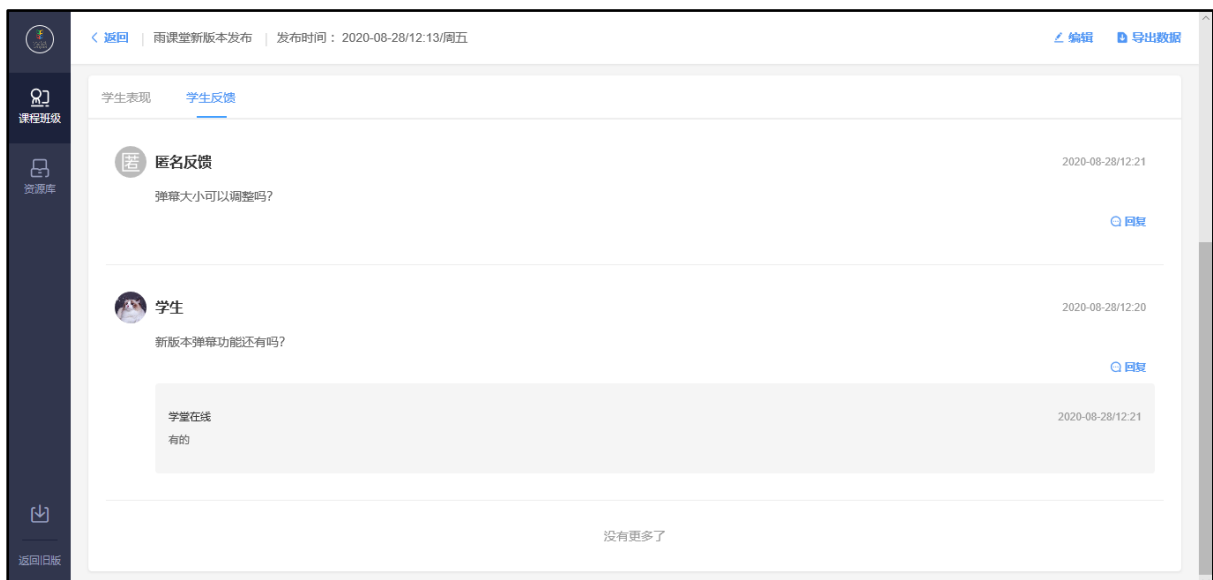 返回 | 雨课堂新版本发布 | 发布时间：2020-08-28/12:13/周五 编辑 导出数据
课程班级
资源库
返回旧版
学生表现 学生反馈
匿 匿名反馈 2020-08-28/12:21
弹幕大小可以调整吗？
回复
学生 2020-08-28/12:20
新版本弹幕功能还有吗？
回复
学堂在线 2020-08-28/12:21
有的
没有更多了